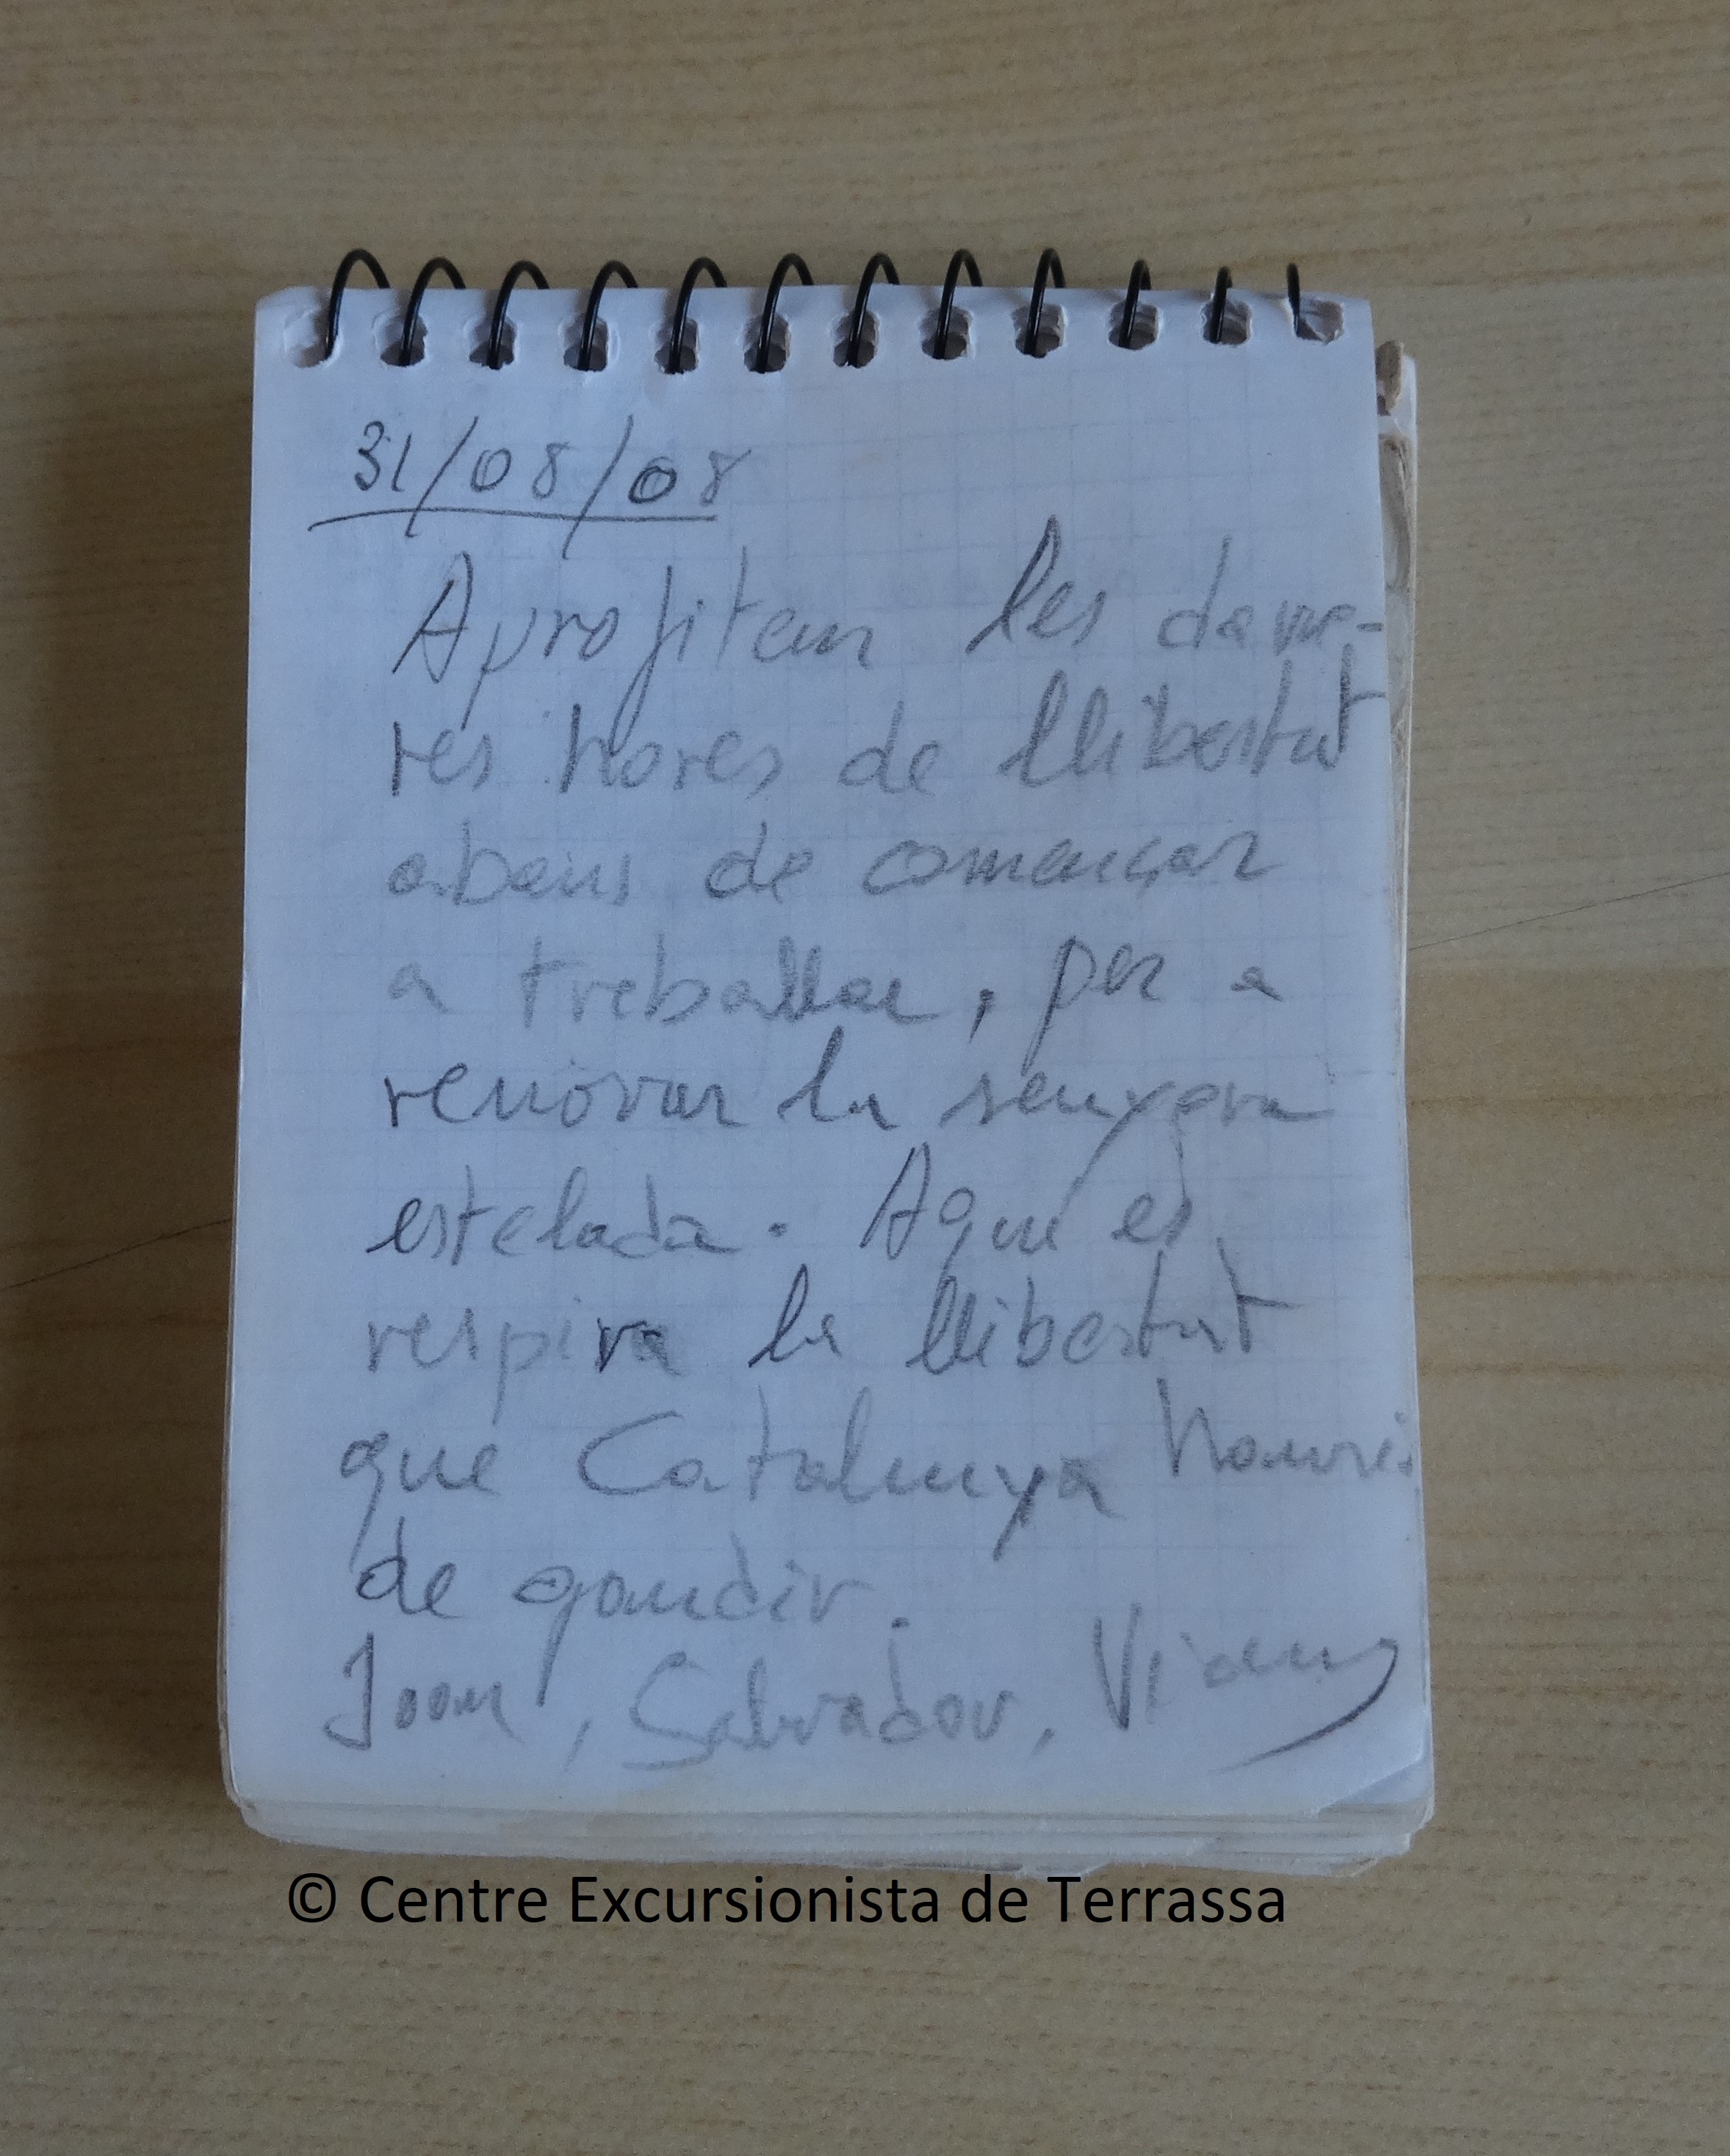 31/08/08
Aprofitem les darre-
res hores de llibertat
abans de començar
a treballar, per a
renovar la senyera
estelada. Aquí es
respira la llibertat
que Catalunya hauria
de gaudir.
Joan, Salvador,
© Centre Excursionista de Terrassa